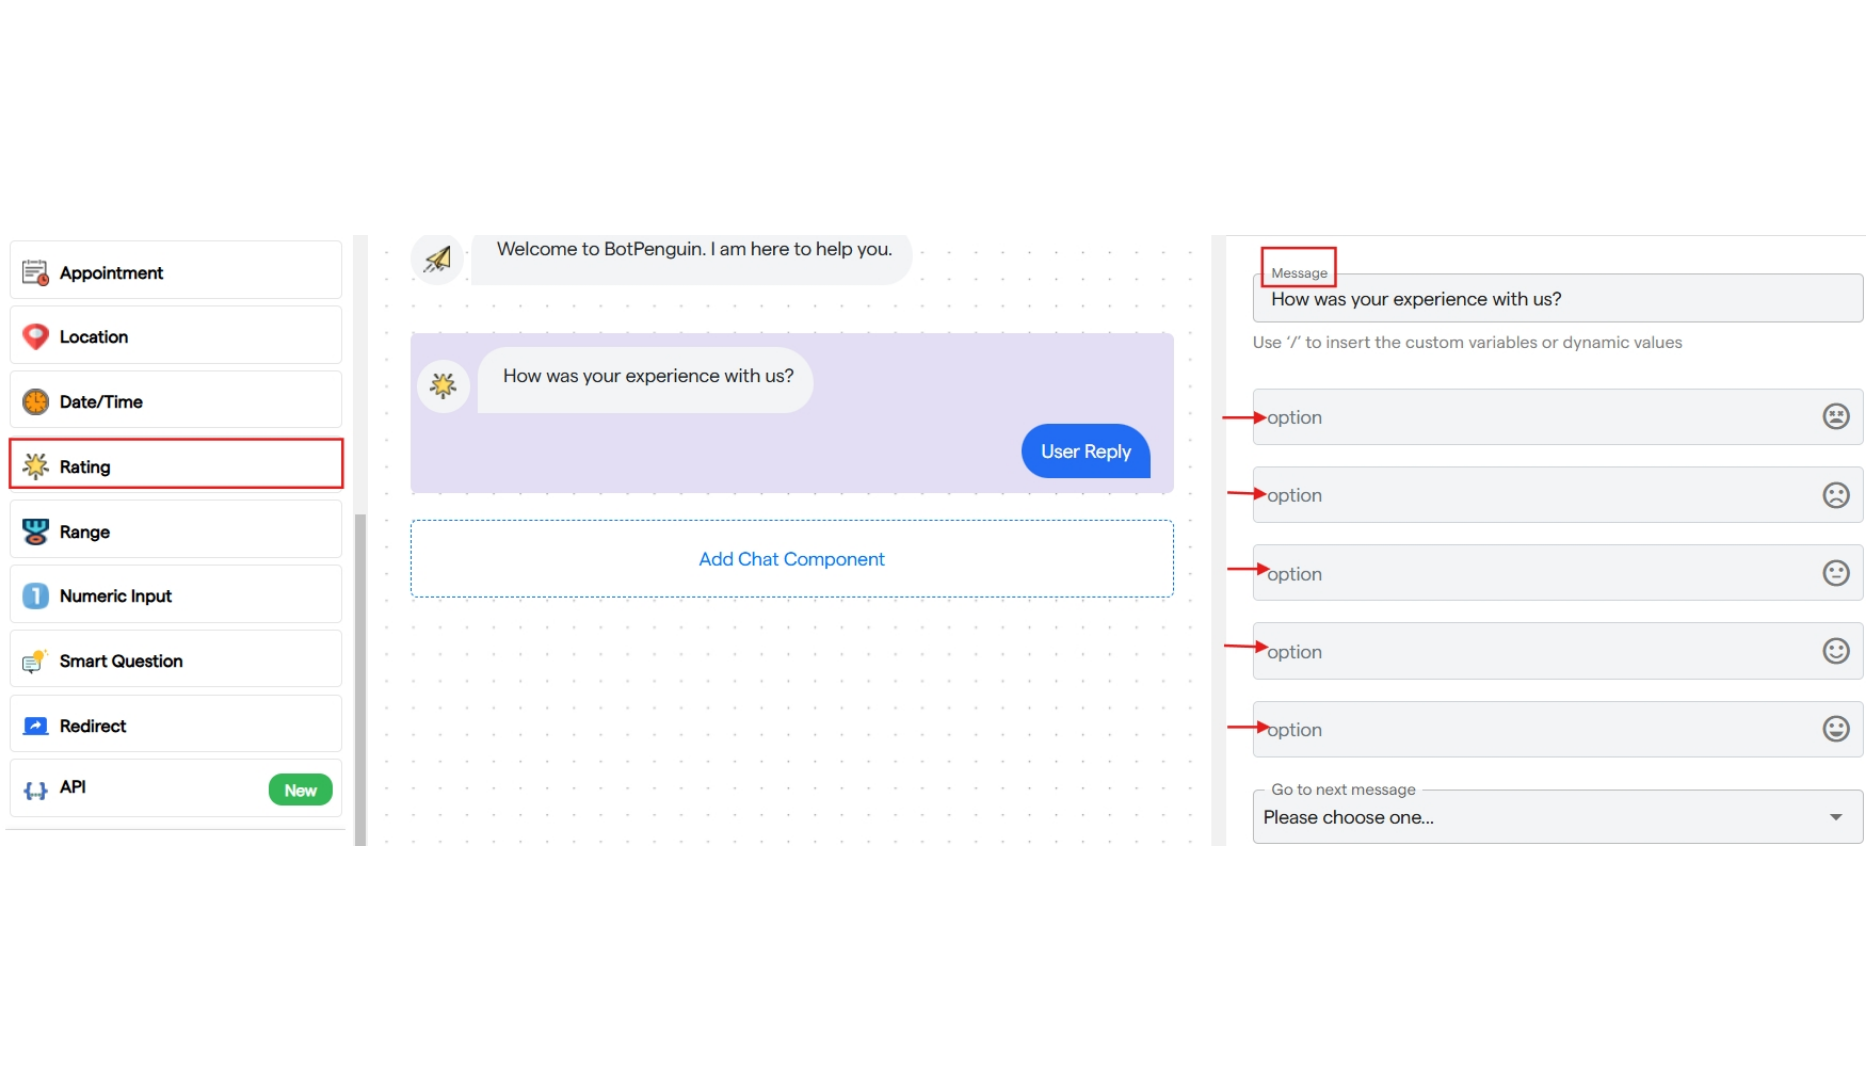 Appointment
Location
Date/Time
Rating
Range
Numeric Input
Smart Question
Redirect
API
New
Welcome to BotPenguin. I am here to help you.
How was your experience with us?
User Reply
Add Chat Component
Message
How was your experience with us?
Use '/' to insert the custom variables or dynamic values
option
option
option
option
option
Go to next message
Please choose one...